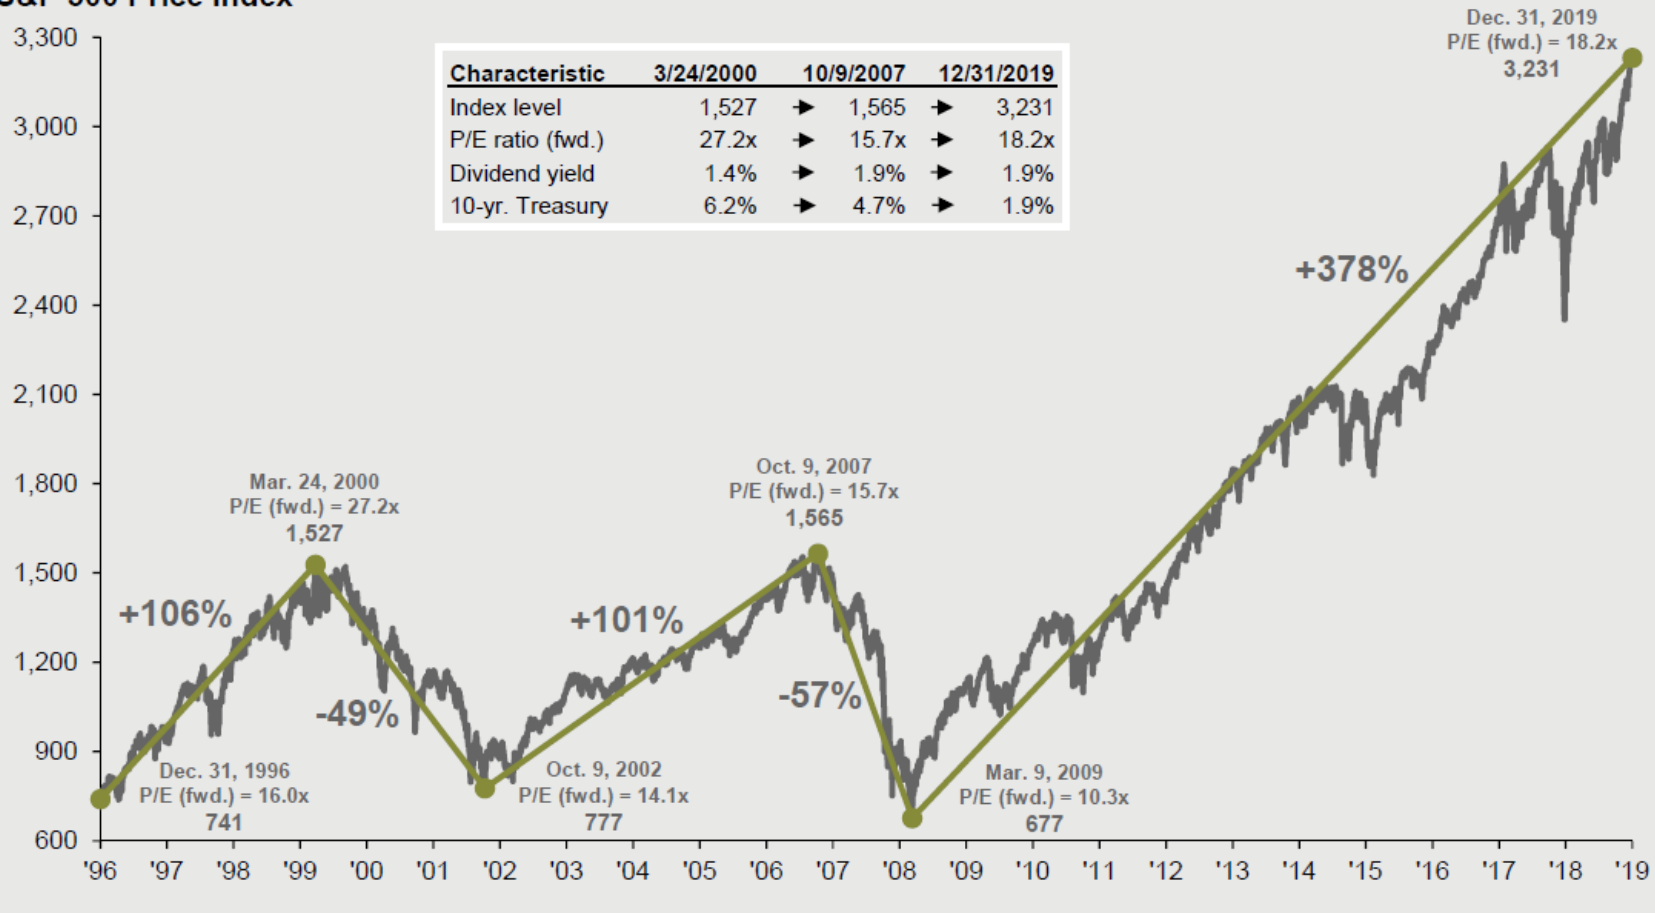 S&P 500 Price Index
3,300
3,000
2,700
2,400
2,100
1,800
1,500
1,200
900
600
Characteristic 3/24/2000 10/9/2007 12/31/2019
Index level 1,527 → 1,565 → 3,231
P/E ratio (fwd.) 27.2x → 15.7x → 18.2x
Dividend yield 1.4% → 1.9% → 1.9%
10-yr. Treasury 6.2% → 4.7% → 1.9%
Dec. 31, 2019
P/E (fwd.) = 18.2x
3,231
+378%
Mar. 24, 2000
P/E (fwd.) = 27.2x
1,527
Oct. 9, 2007
P/E (fwd.) = 15.7x
1,565
+106%
-49%
+101%
-57%
Dec. 31, 1996
P/E (fwd.) = 16.0x
741
Oct. 9, 2002
P/E (fwd.) = 14.1x
777
Mar. 9, 2009
P/E (fwd.) = 10.3x
677
'96 '97 '98 '99 '00 '01 '02 '03 '04 '05 '06 '07 '08 '09 '10 '11 '12 '13 '14 '15 '16 '17 '18 '19